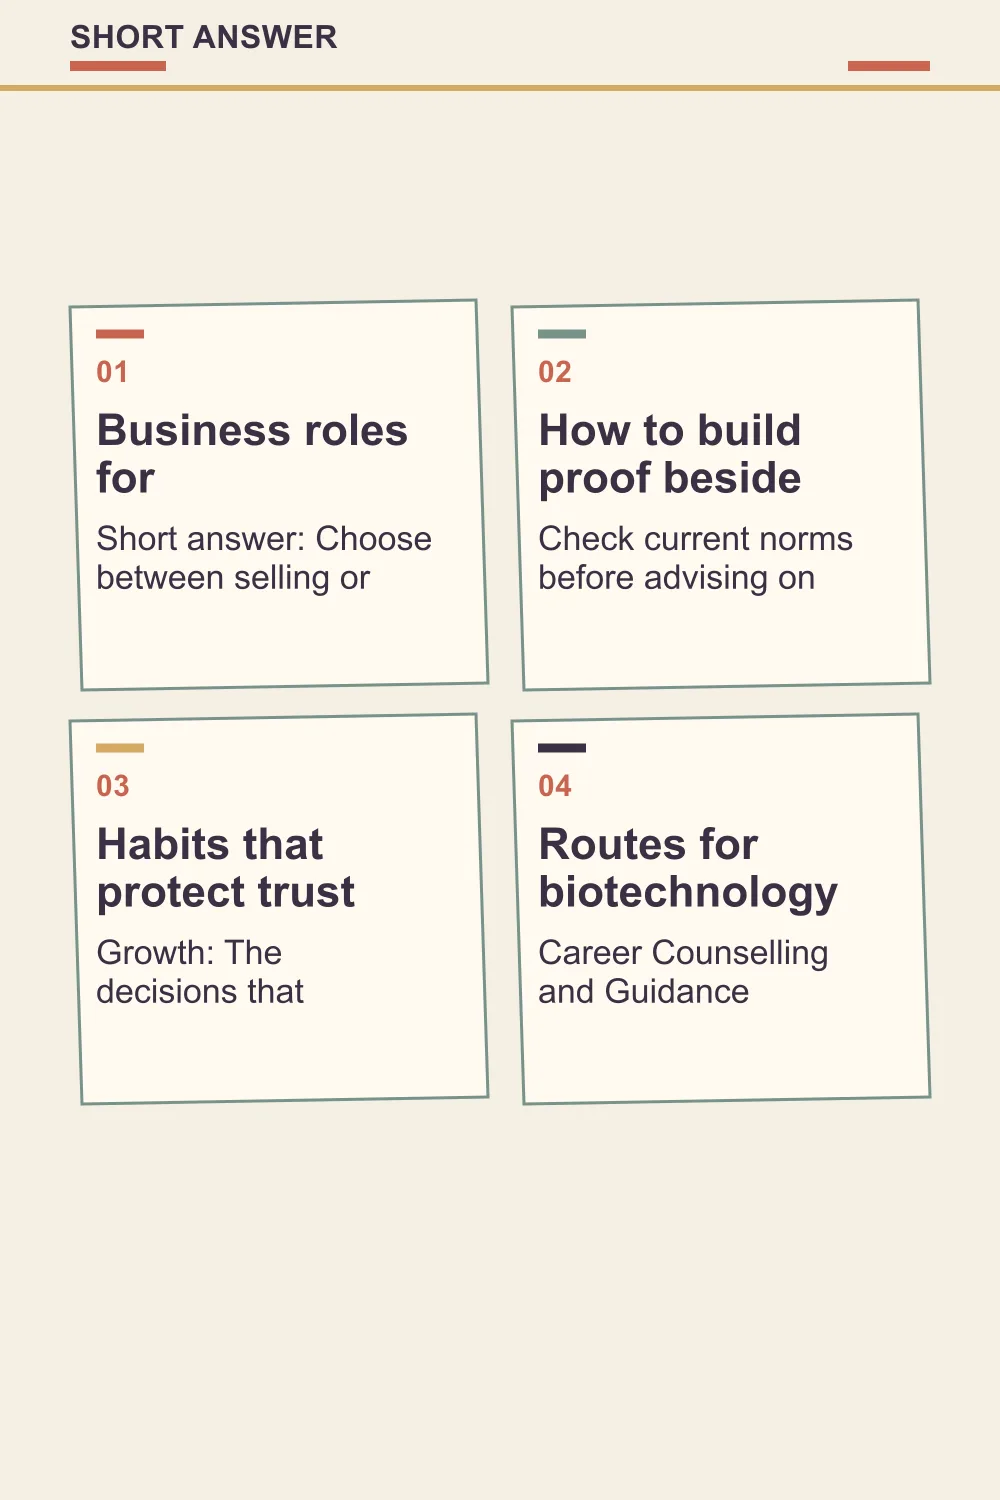 SHORT ANSWER
01
Business roles
for
Short answer: Choose
between selling or
02
How to build
proof beside
Check current norms
before advising on
03
Habits that
protect trust
Growth: The
decisions that
04
Routes for
biotechnology
Career Counselling
and Guidance